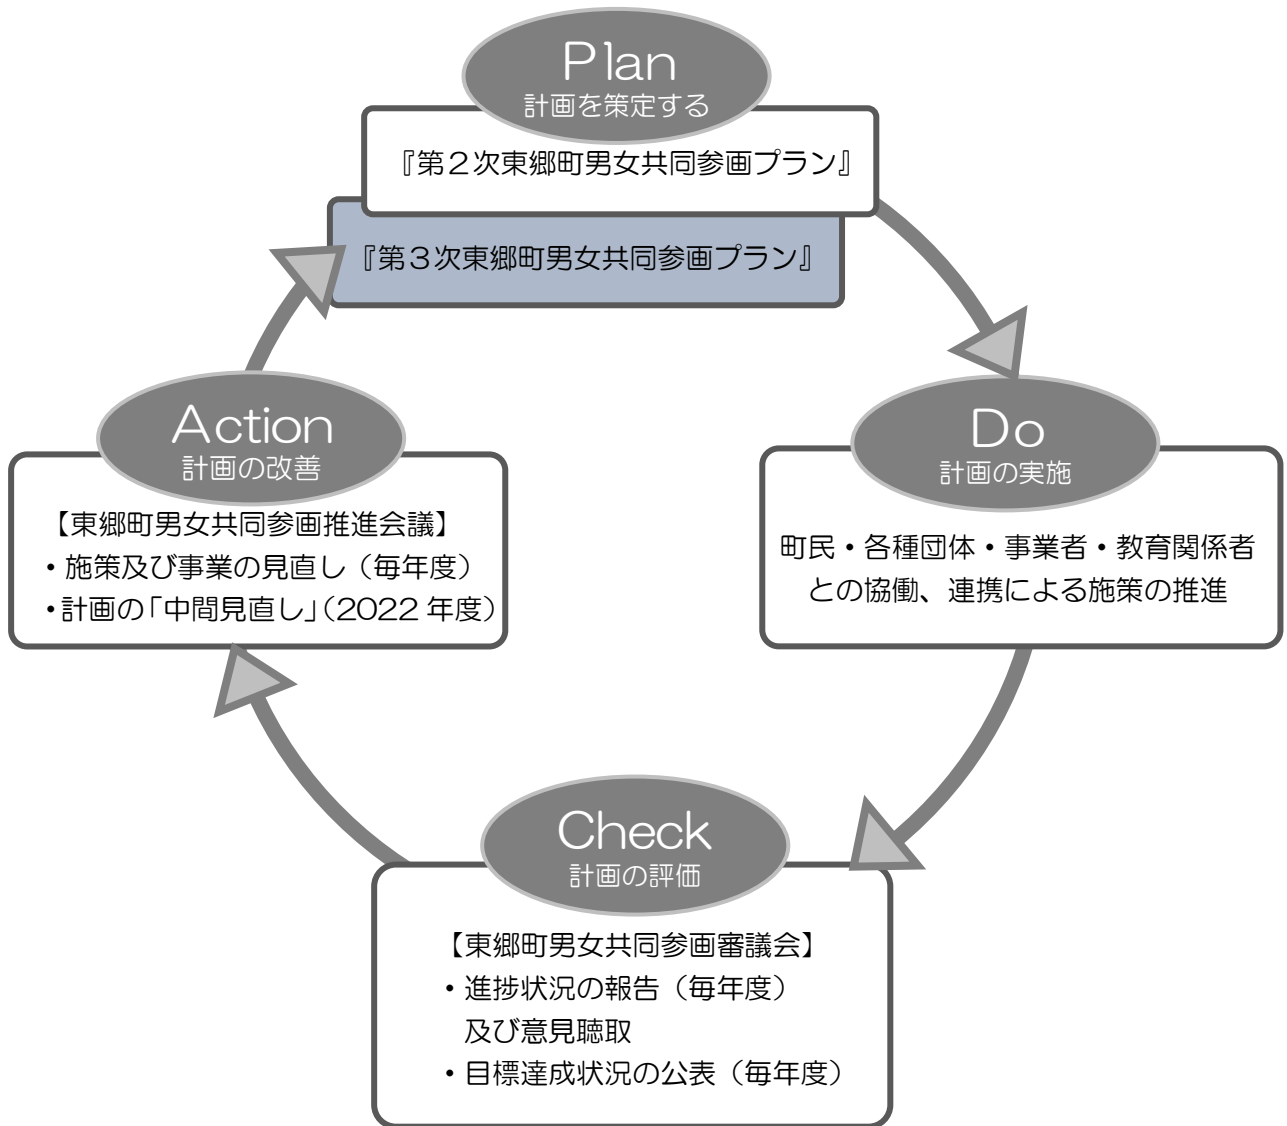 Plan
計画を策定する
『第2次東郷町男女共同参画プラン』
『第3次東郷町男女共同参画プラン』
Do
計画の実施
町民・各種団体・事業者・教育関係者
との協働、連携による施策の推進
Check
計画の評価
【東郷町男女共同参画審議会】
・進捗状況の報告（毎年度）
及び意見聴取
・目標達成状況の公表（毎年度）
Action
計画の改善
【東郷町男女共同参画推進会議】
・施策及び事業の見直し（毎年度）
・計画の「中間見直し」（2022 年度）